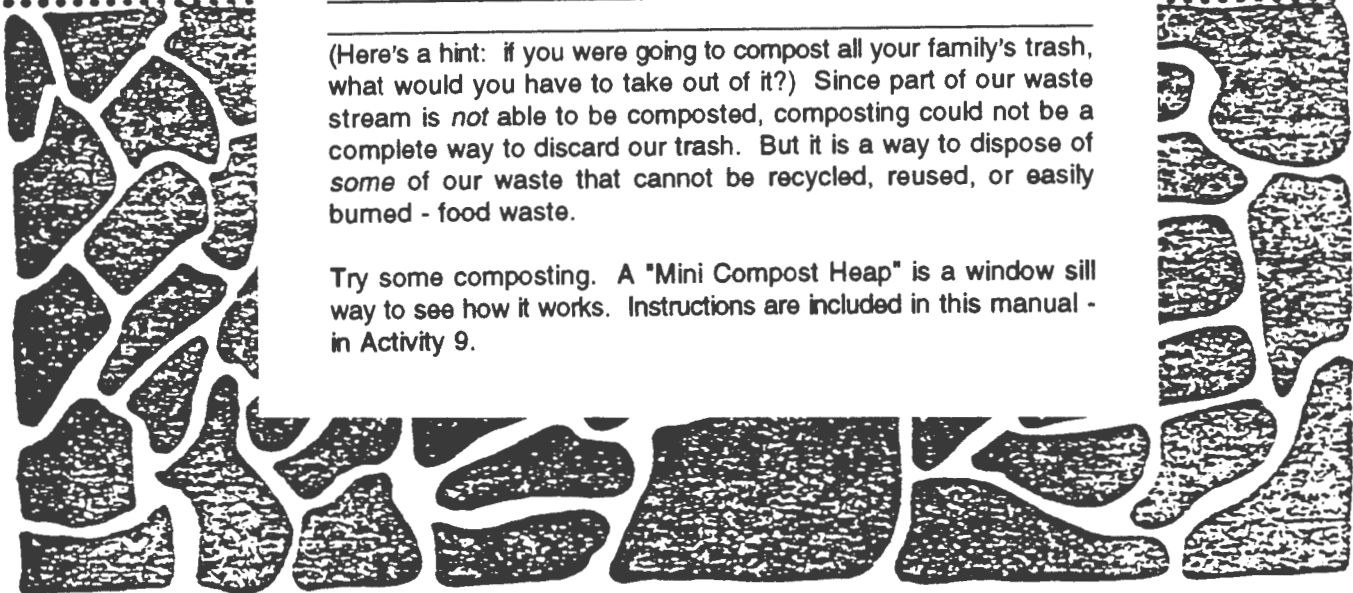 (Here's a hint: if you were going to compost all your family's trash,
what would you have to take out of it?) Since part of our waste
stream is not able to be composted, composting could not be a
complete way to discard our trash. But it is a way to dispose of
some of our waste that cannot be recycled, reused, or easily
burned - food waste.
Try some composting. A "Mini Compost Heap" is a window sill
way to see how it works. Instructions are included in this manual -
in Activity 9.